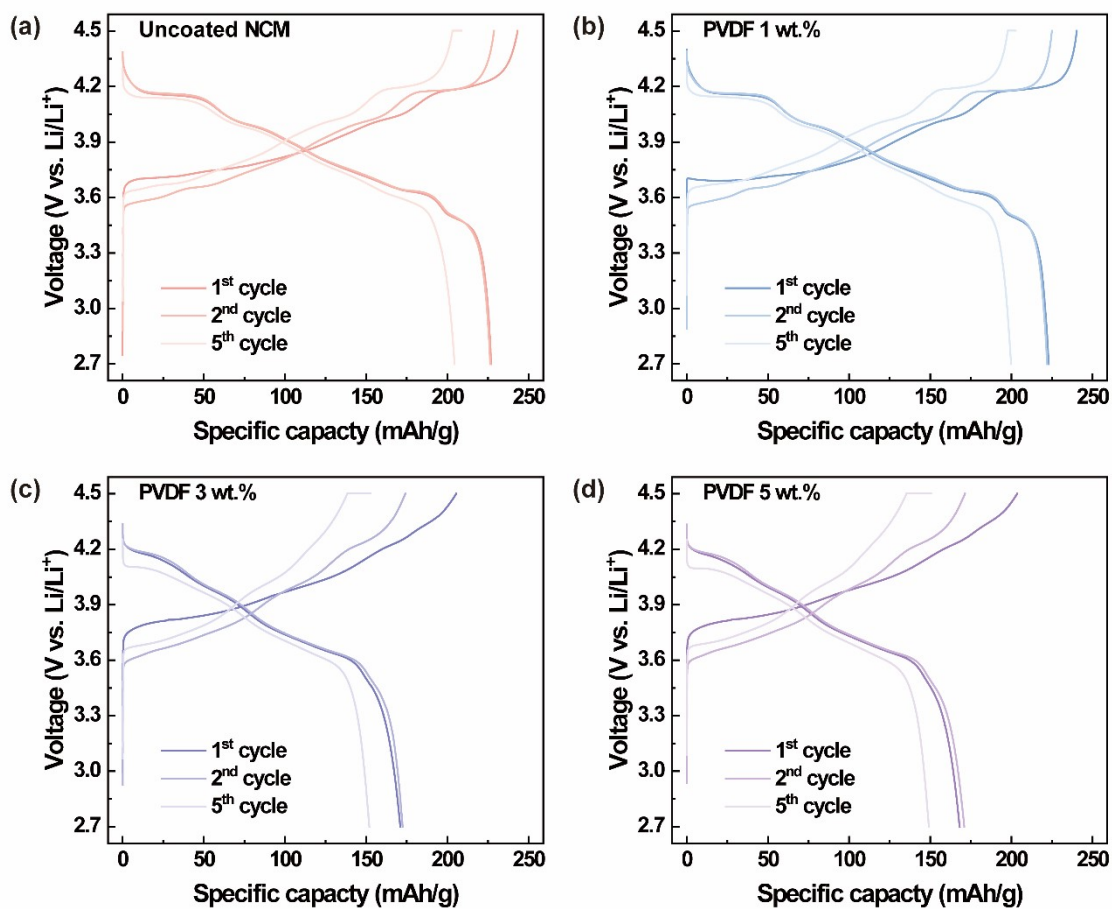 (a)
Uncoated NCM
4.5
4.2
3.9
3.6
3.3
3.0
2.7
Voltage (V vs. Li/Li⁺)
1st cycle
2nd cycle
5th cycle
0 50 100 150 200 250
Specific capacty (mAh/g)
(b)
PVDF 1 wt.%
4.5
4.2
3.9
3.6
3.3
3.0
2.7
Voltage (V vs. Li/Li⁺)
1st cycle
2nd cycle
5th cycle
0 50 100 150 200 250
Specific capacty (mAh/g)
(c)
PVDF 3 wt.%
4.5
4.2
3.9
3.6
3.3
3.0
2.7
Voltage (V vs. Li/Li⁺)
1st cycle
2nd cycle
5th cycle
0 50 100 150 200 250
Specific capacty (mAh/g)
(d)
PVDF 5 wt.%
4.5
4.2
3.9
3.6
3.3
3.0
2.7
Voltage (V vs. Li/Li⁺)
1st cycle
2nd cycle
5th cycle
0 50 100 150 200 250
Specific capacty (mAh/g)